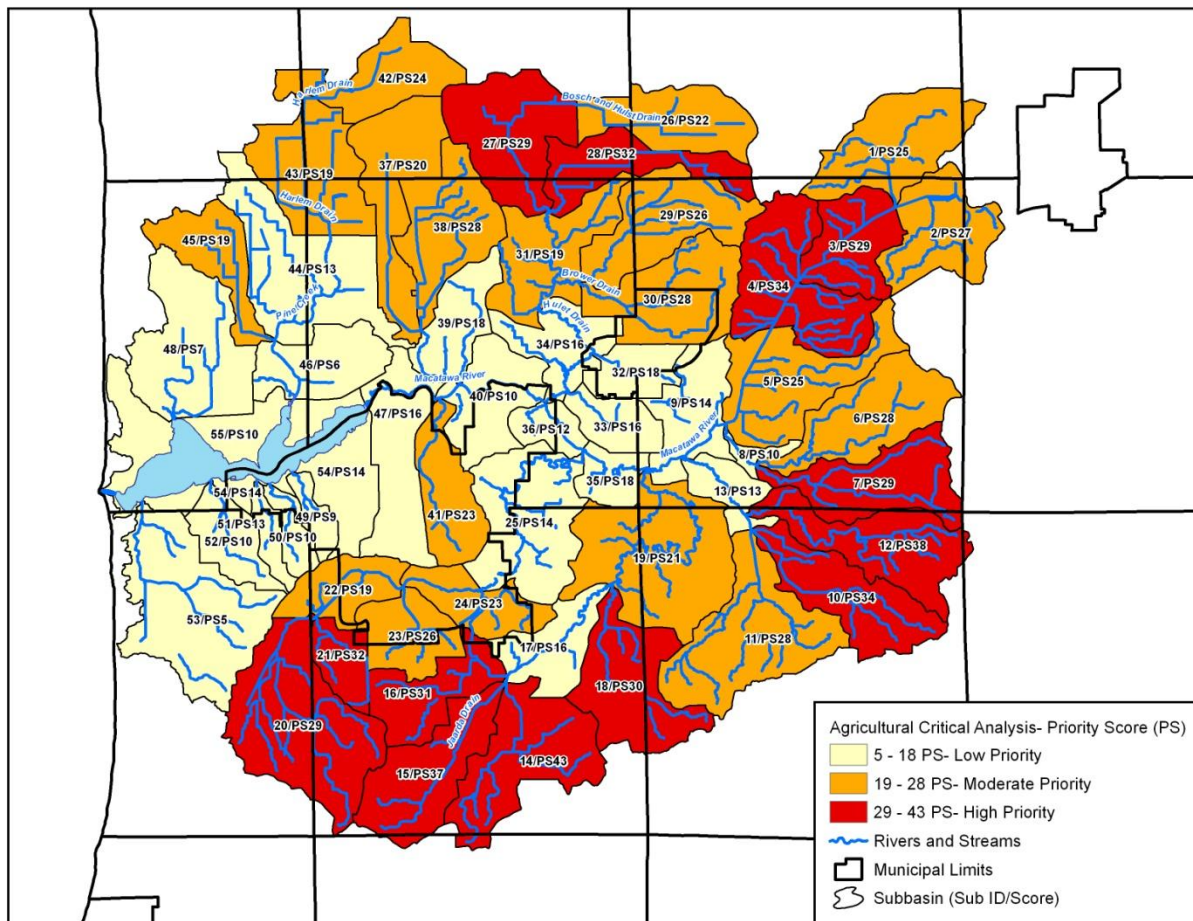 Harlem Drain
42/PS24
Bosch and Hulst Drain
26/PS22
27/PS29
28/PS32
1/PS25
37/PS20
43/PS19
Harlem Drain
29/PS26
38/PS28
2/PS27
3/PS29
45/PS19
31/PS19
44/PS13
Brower Drain
4/PS34
30/PS28
Pine Creek
Hulet Drain
39/PS18
34/PS16
48/PS7
46/PS6
32/PS18
Macatawa River
5/PS25
47/PS16
40/PS10
9/PS14
6/PS28
36/PS12
33/PS16
55/PS10
Macatawa River
8/PS10
54/PS14
35/PS18
7/PS29
54/PS14
13/PS13
49/PS9
41/PS23
51/PS13
25/PS14
50/PS10
52/PS10
12/PS38
19/PS21
22/PS19
10/PS34
24/PS23
53/PS5
23/PS26
11/PS28
17/PS16
21/PS32
18/PS30
16/PS31
20/PS29
Jaarda Drain
14/PS43
15/PS37
Agricultural Critical Analysis- Priority Score (PS)
5 - 18 PS- Low Priority
19 - 28 PS- Moderate Priority
29 - 43 PS- High Priority
Rivers and Streams
Municipal Limits
Subbasin (Sub ID/Score)